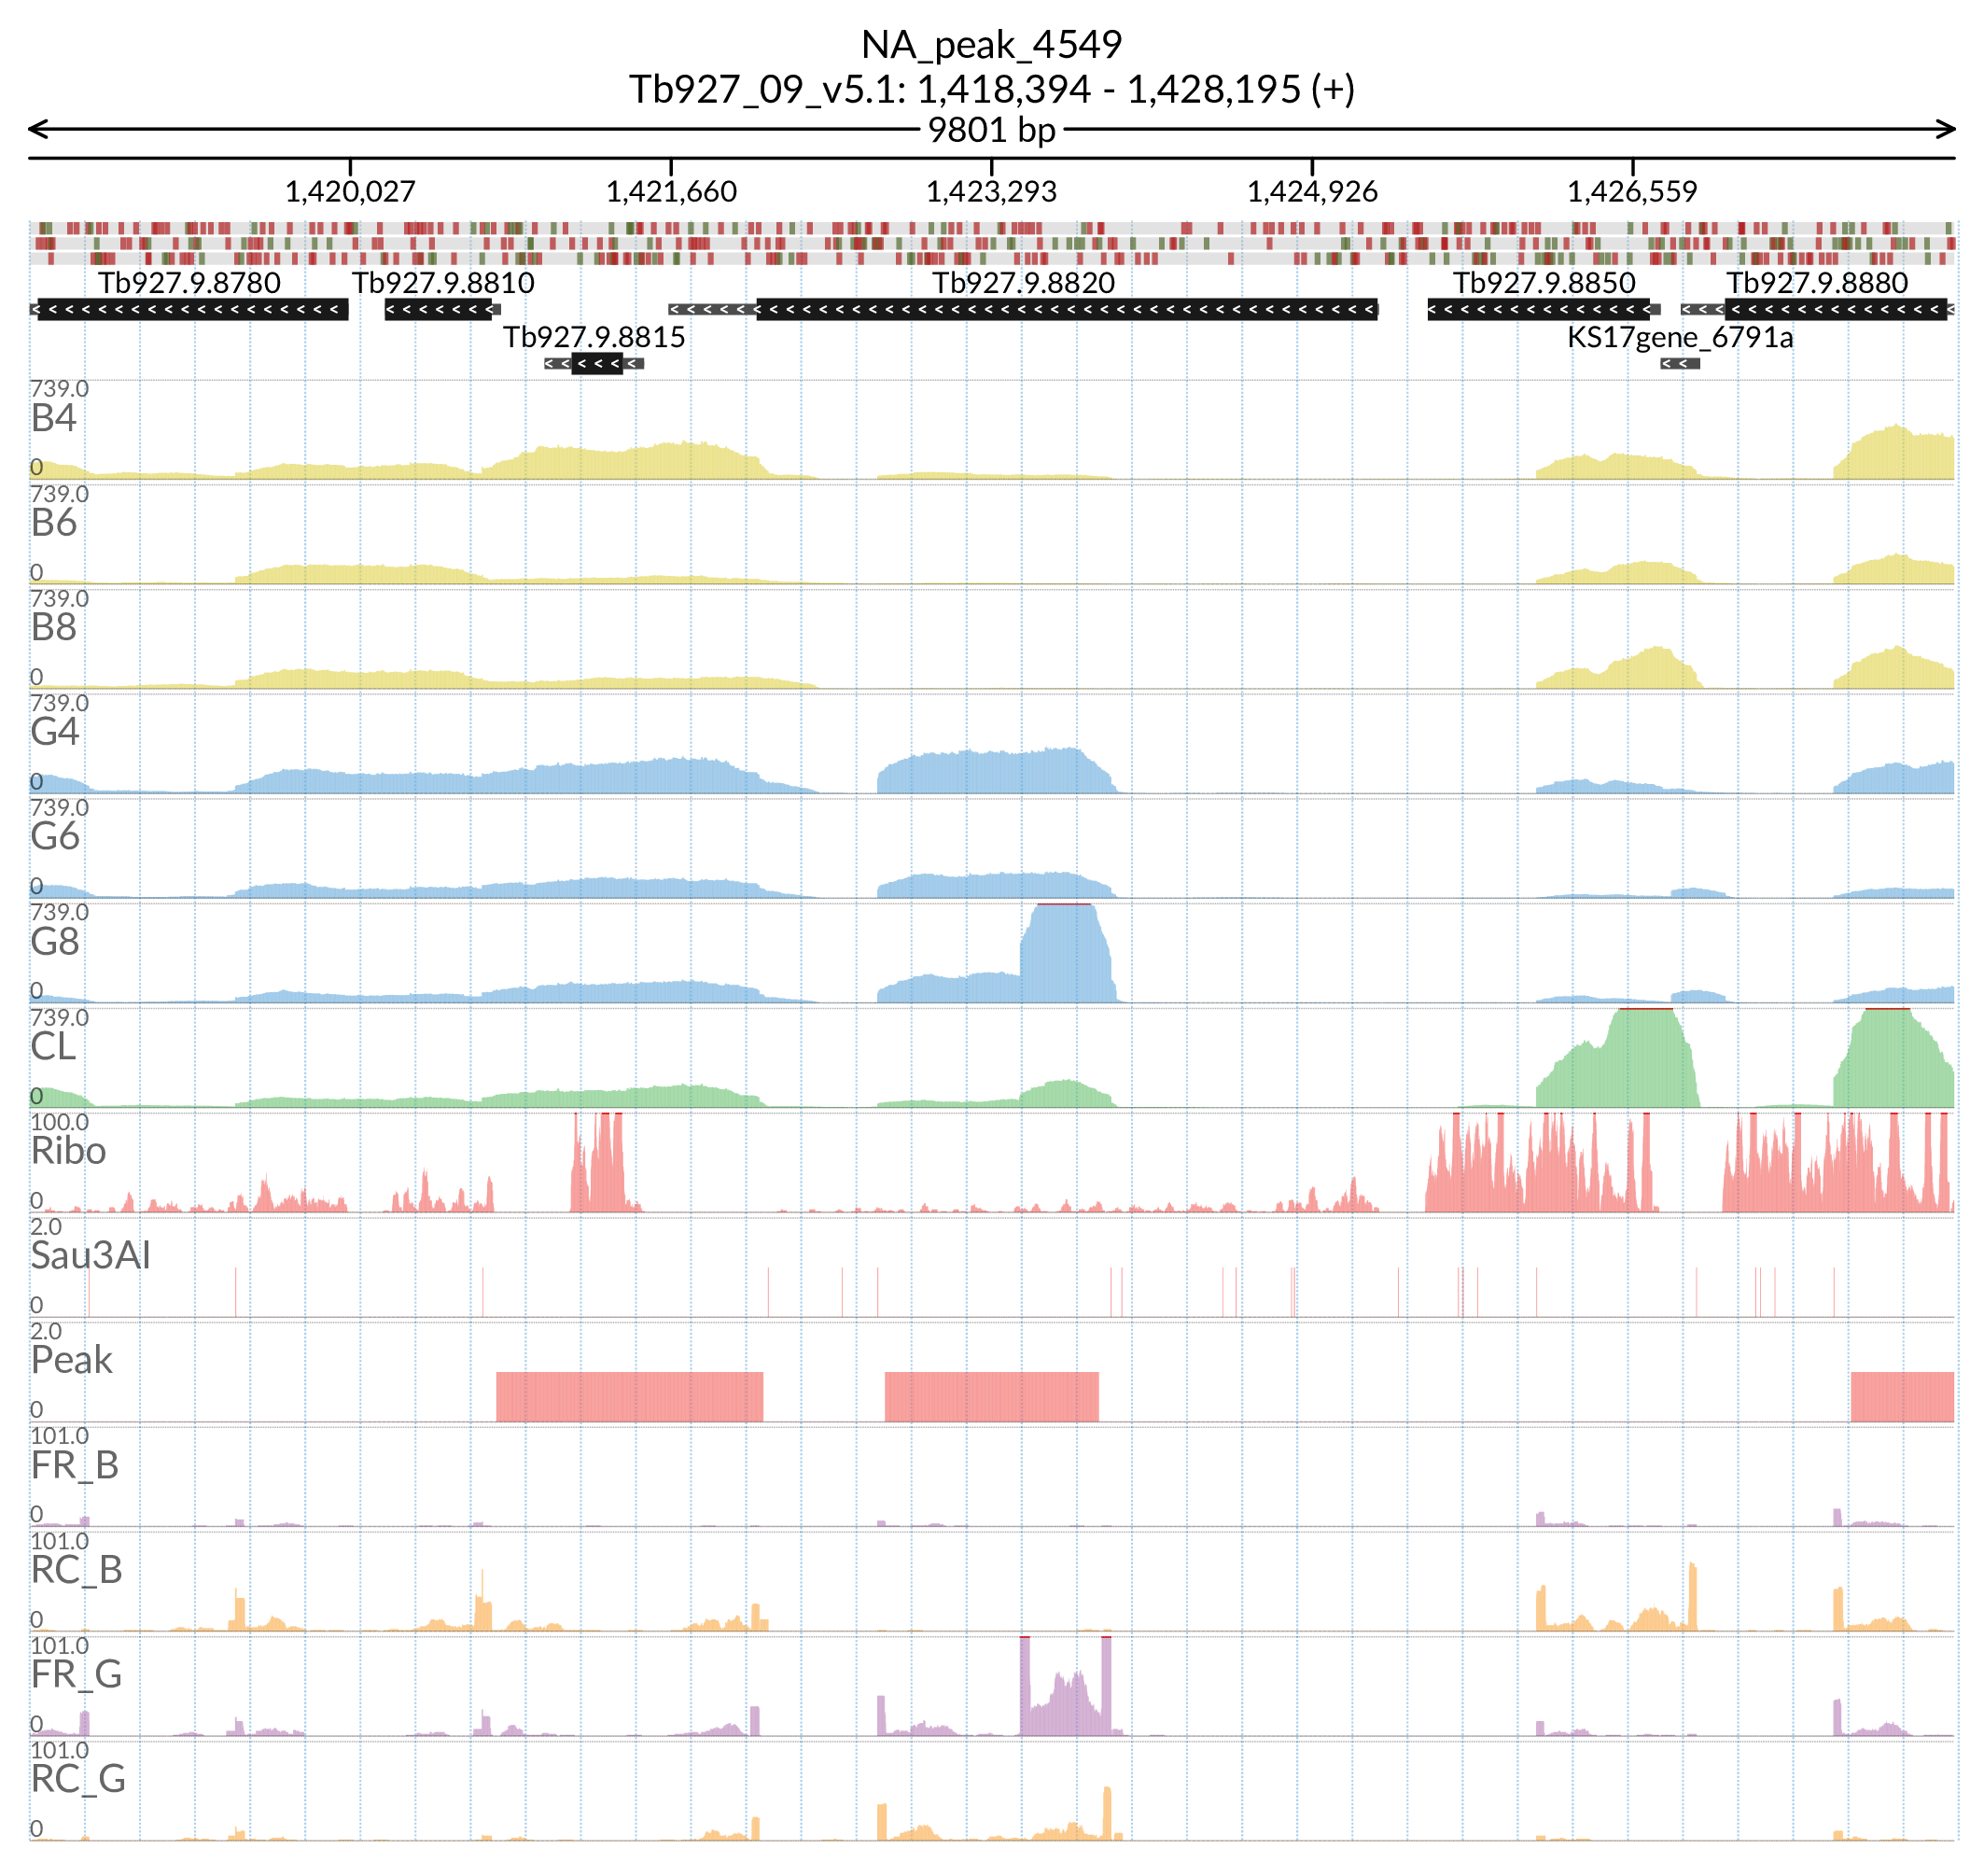 NA_peak_4549
Tb927_09_v5.1: 1,418,394 - 1,428,195 (+)
9801 bp
1,420,027 1,421,660 1,423,293 1,424,926 1,426,559
Tb927.9.8780 Tb927.9.8810 Tb927.9.8820 Tb927.9.8850 Tb927.9.8880
Tb927.9.8815 KS17gene_6791a
739.0
B4
0
739.0
B6
0
739.0
B8
0
739.0
G4
0
739.0
G6
0
739.0
G8
0
739.0
CL
0
100.0
Ribo
0
2.0
Sau3AI
0
2.0
Peak
0
101.0
FR_B
0
101.0
RC_B
0
101.0
FR_G
0
101.0
RC_G
0